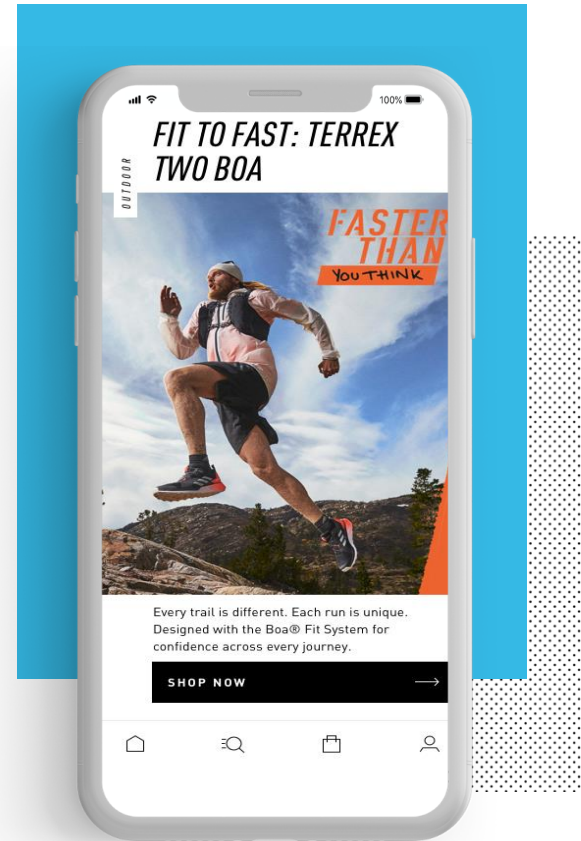 100%
FIT TO FAST: TERREX
TWO BOA
OUTDOOR
FASTER
THAN
YOU THINK
Every trail is different. Each run is unique.
Designed with the Boa® Fit System for
confidence across every journey.
SHOP NOW